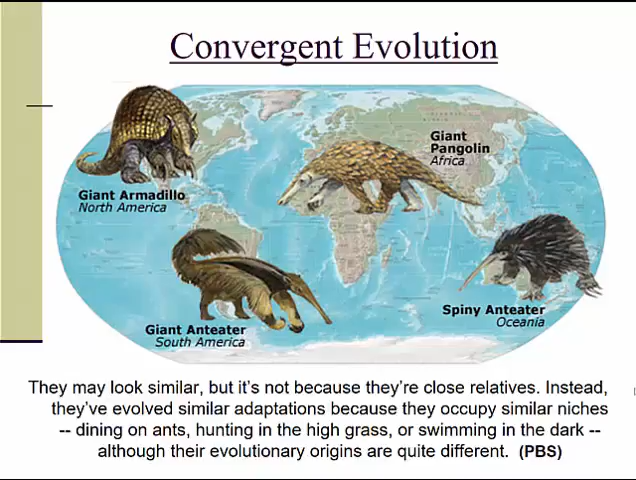 Convergent Evolution
Giant
Pangolin
Africa
Giant Armadillo
North America
Spiny Anteater
Oceania
Giant Anteater
South America
They may look similar, but it's not because they're close relatives. Instead,
they've evolved similar adaptations because they occupy similar niches
-- dining on ants, hunting in the high grass, or swimming in the dark --
although their evolutionary origins are quite different. (PBS)